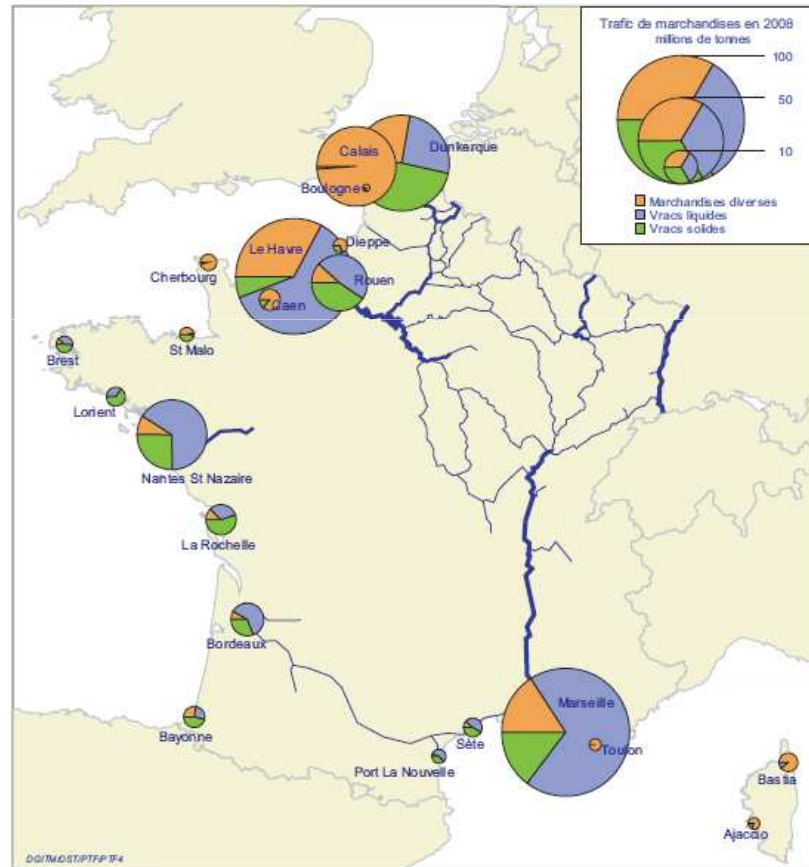 Trafic de marchandises en 2008
millions de tonnes
100
50
10
Marchandises diverses
Vracs liquides
Vracs solides
Calais
Dunkerque
Boulogne
Dieppe
Le Havre
Rouen
Caen
Cherbourg
St Malo
Brest
Lorient
Nantes St Nazaire
La Rochelle
Bordeaux
Bayonne
Sète
Port La Nouvelle
Marseille
Toulon
Bastia
Ajaccio
DGITM/DST/PTF/PTF4